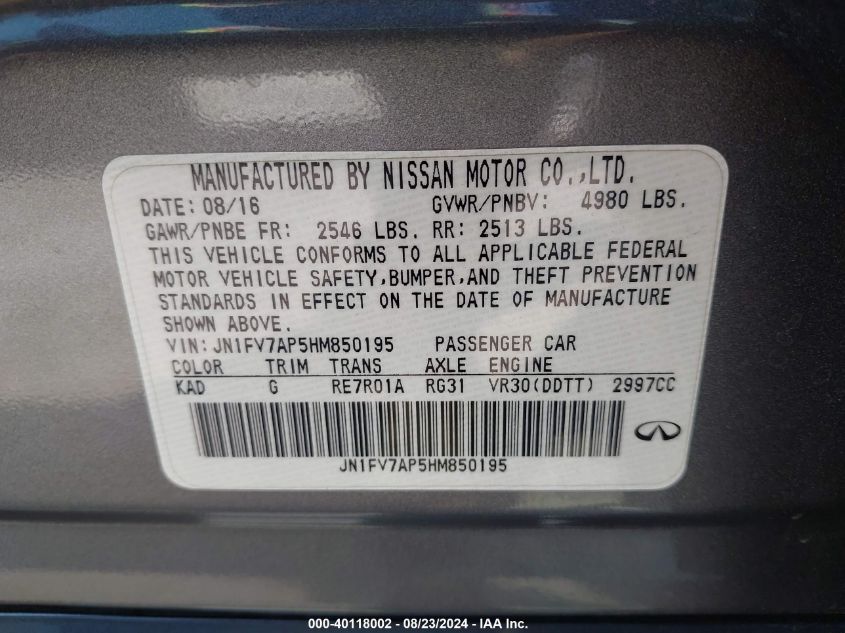 MANUFACTURED BY NISSAN MOTOR CO.,LTD.
DATE: 08/16 GVWR/PNBV: 4980 LBS.
GAWR/PNBE FR: 2546 LBS. RR: 2513 LBS.
THIS VEHICLE CONFORMS TO ALL APPLICABLE FEDERAL
MOTOR VEHICLE SAFETY,BUMPER,AND THEFT PREVENTION
STANDARDS IN EFFECT ON THE DATE OF MANUFACTURE
SHOWN ABOVE.
VIN:JN1FV7AP5HM850195 PASSENGER CAR
COLOR TRIM TRANS AXLE ENGINE
KAD G RE7R01A RG31 VR30(DDTT) 2997CC
JN1FV7AP5HM850195
000-40118002 - 08/23/2024 - IAA Inc.